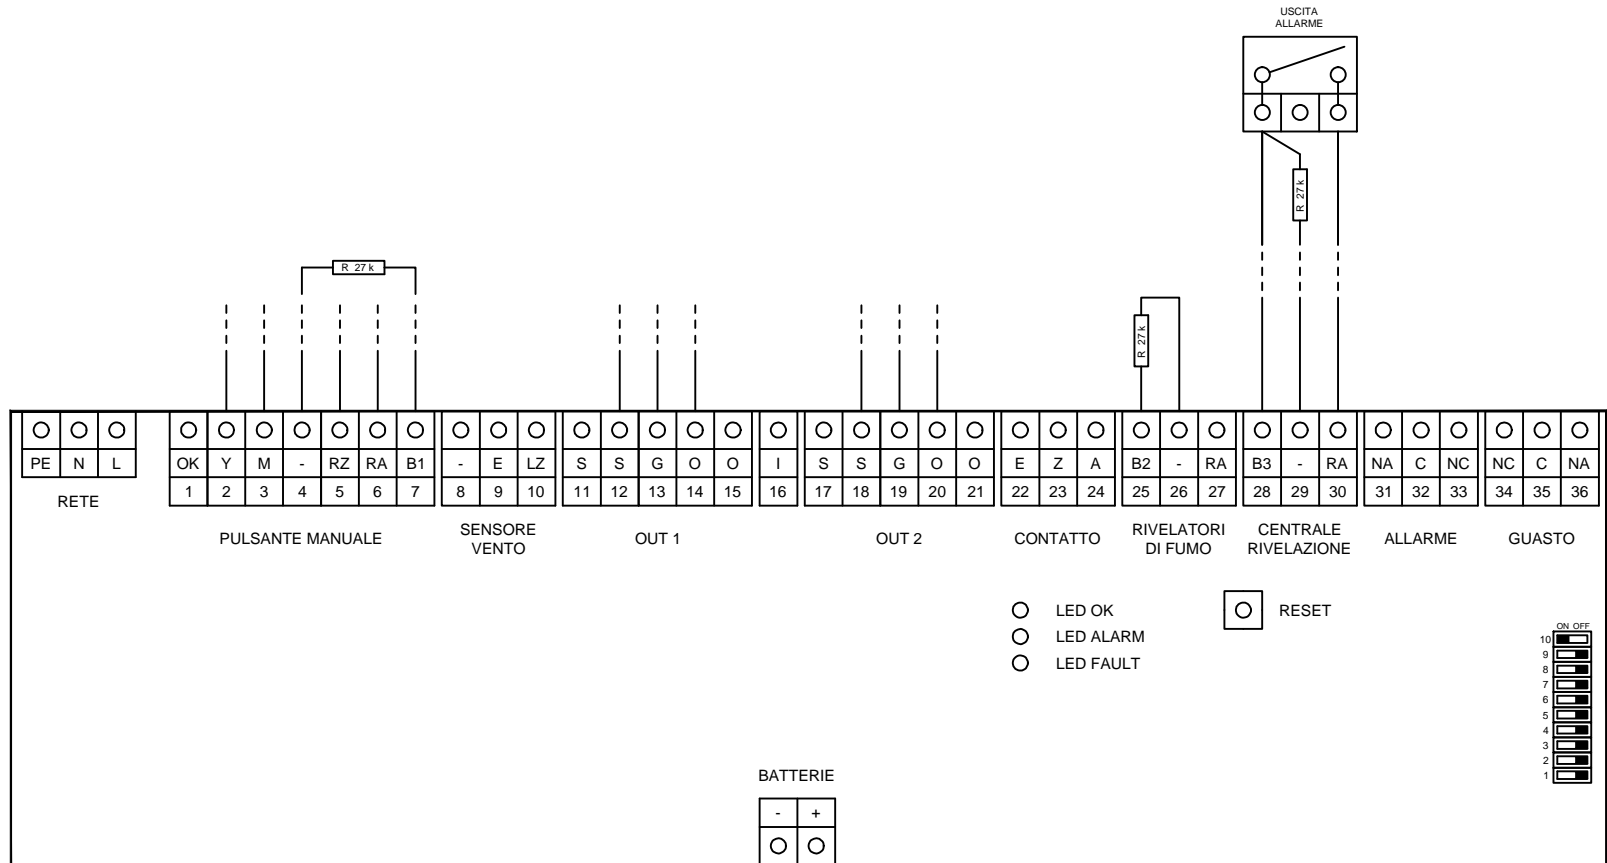 USCITA
ALLARME
R 27 k
R 27 k
R 27 k
PE N L
RETE
OK Y M - RZ RA B1
1 2 3 4 5 6 7
PULSANTE MANUALE
- E LZ
8 9 10
SENSORE
VENTO
S S G O O
11 12 13 14 15
OUT 1
I
16
S S G O O
17 18 19 20 21
OUT 2
E Z A
22 23 24
CONTATTO
B2 - RA
25 26 27
RIVELATORI
DI FUMO
B3 - RA
28 29 30
CENTRALE
RIVELAZIONE
NA C NC
31 32 33
ALLARME
NC C NA
34 35 36
GUASTO
LED OK
LED ALARM
LED FAULT
RESET
ON OFF
10
9
8
7
6
5
4
3
2
1
BATTERIE
- +